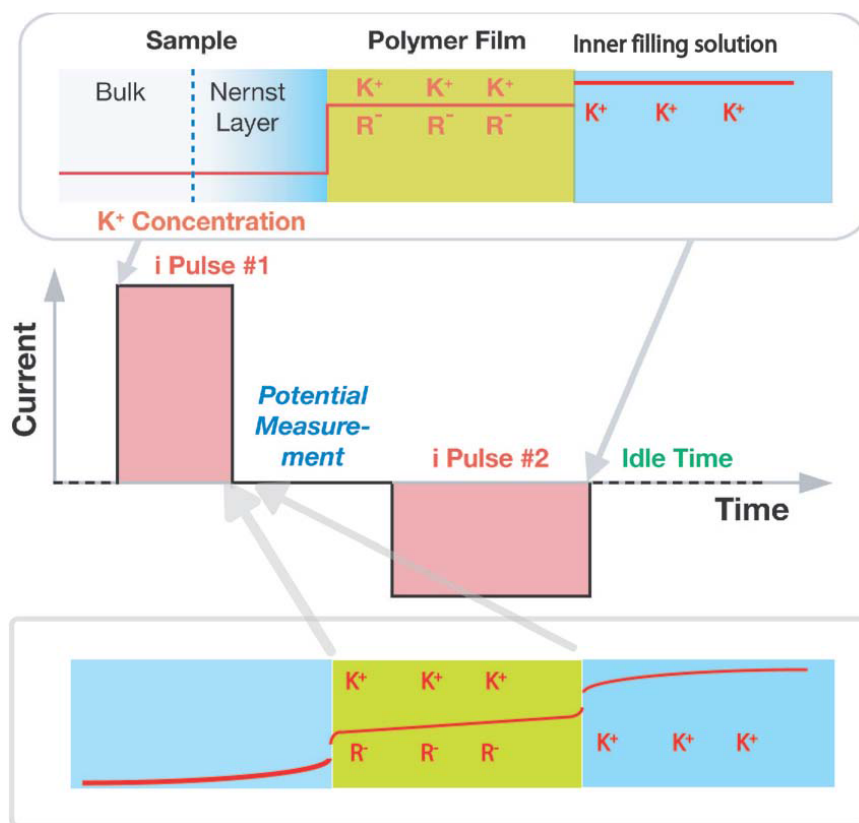 Sample Polymer Film Inner filling solution
Bulk Nernst Layer
K⁺ K⁺ K⁺
R⁻ R⁻ R⁻
K⁺ K⁺ K⁺
K⁺ Concentration
i Pulse #1
Current
Potential
Measure-
ment
i Pulse #2
Idle Time
Time
K⁺ K⁺ K⁺
R⁻ R⁻ R⁻
K⁺ K⁺ K⁺